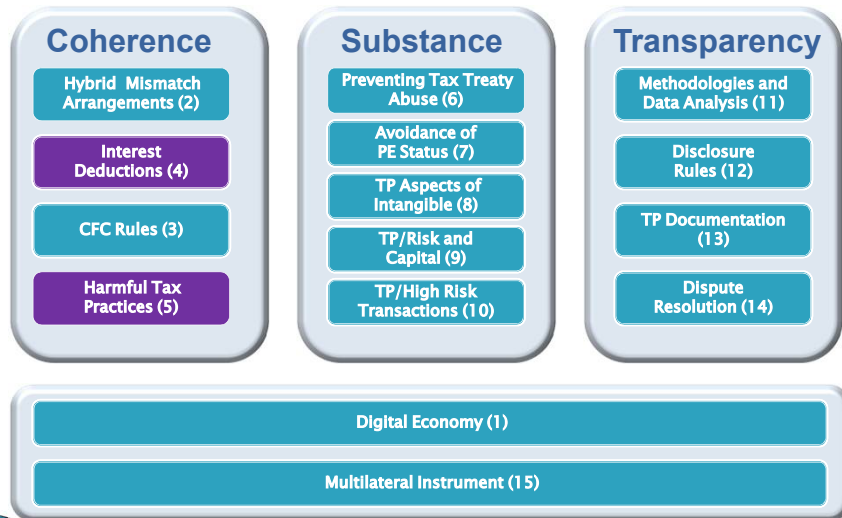 Coherence
Hybrid Mismatch
Arrangements (2)
Interest
Deductions (4)
CFC Rules (3)
Harmful Tax
Practices (5)
Substance
Preventing Tax Treaty
Abuse (6)
Avoidance of
PE Status (7)
TP Aspects of
Intangible (8)
TP/Risk and
Capital (9)
TP/High Risk
Transactions (10)
Transparency
Methodologies and
Data Analysis (11)
Disclosure
Rules (12)
TP Documentation
(13)
Dispute
Resolution (14)
Digital Economy (1)
Multilateral Instrument (15)